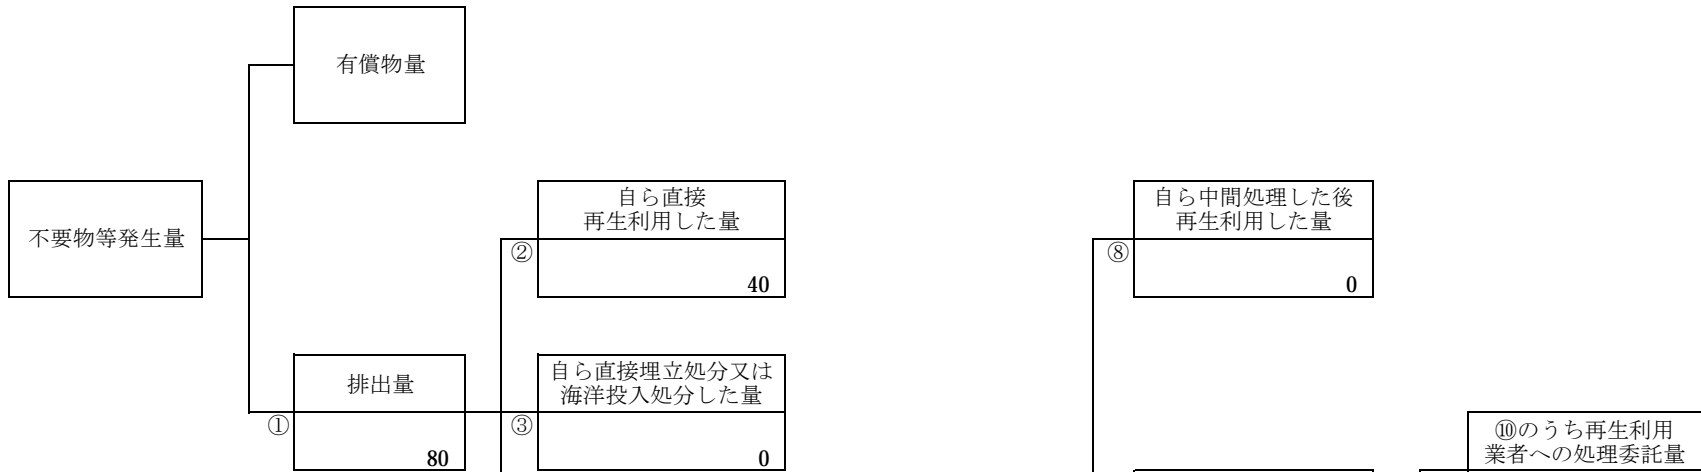 有償物量
不要物等発生量
自ら直接
再生利用した量
②
40
自ら中間処理した後
再生利用した量
⑧
0
排出量
①
80
自ら直接埋立処分又は
海洋投入処分した量
③
0
⑩のうち再生利用
業者への処理委託量